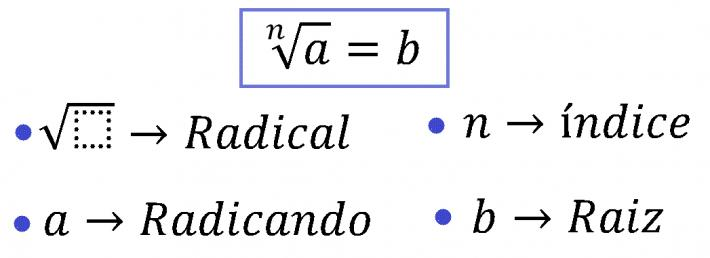 ⁿ√a = b
• √⬚ → Radical
• n → índice
• a → Radicando
• b → Raiz